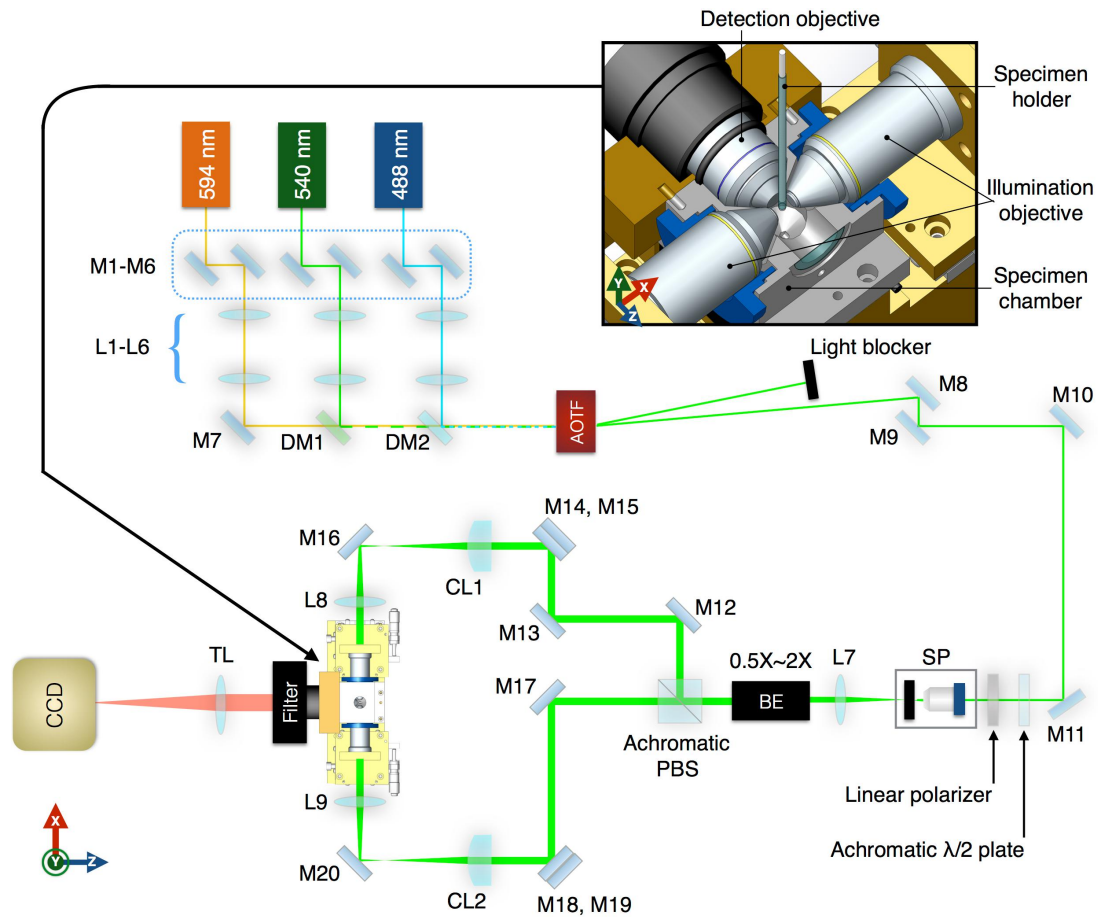 Detection objective
Specimen
holder
Illumination
objective
Specimen
chamber
Y
X
Z
594 nm
540 nm
488 nm
M1-M6
L1-L6
M7
DM1
DM2
AOTF
Light blocker
M8
M9
M10
M16
M14, M15
CL1
L8
M13
M12
TL
0.5X~2X
L7
SP
M17
CCD
Filter
BE
M11
Achromatic
PBS
L9
Linear polarizer
Achromatic λ/2 plate
M20
CL2
M18, M19
X
Y
Z